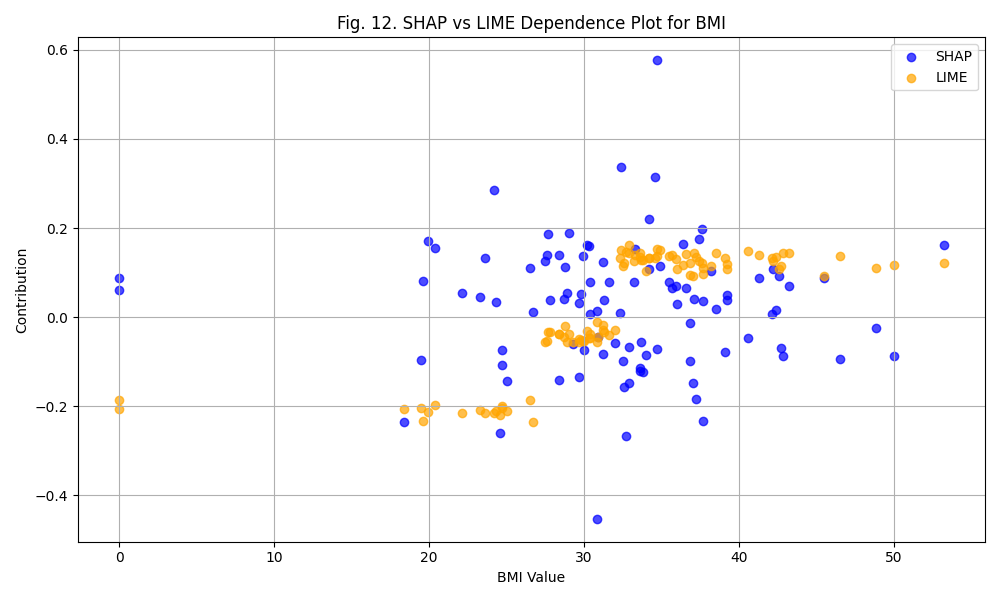 Fig. 12. SHAP vs LIME Dependence Plot for BMI
SHAP
LIME
Contribution
0.6
0.4
0.2
0.0
−0.2
−0.4
0
10
20
30
40
50
BMI Value